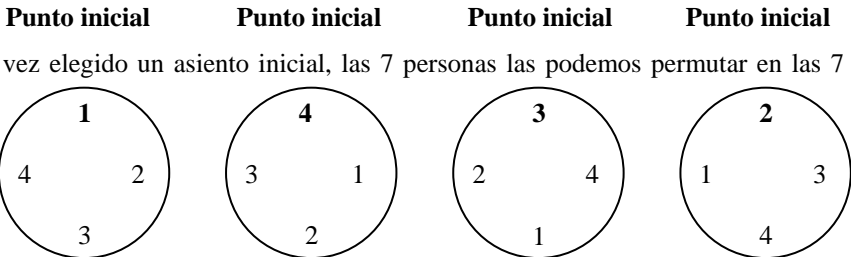 Punto inicial Punto inicial Punto inicial Punto inicial
vez elegido un asiento inicial, las 7 personas las podemos permutar en las 7
1 4 3 2
4 2 3 1 2 4 1 3
3 2 1 4